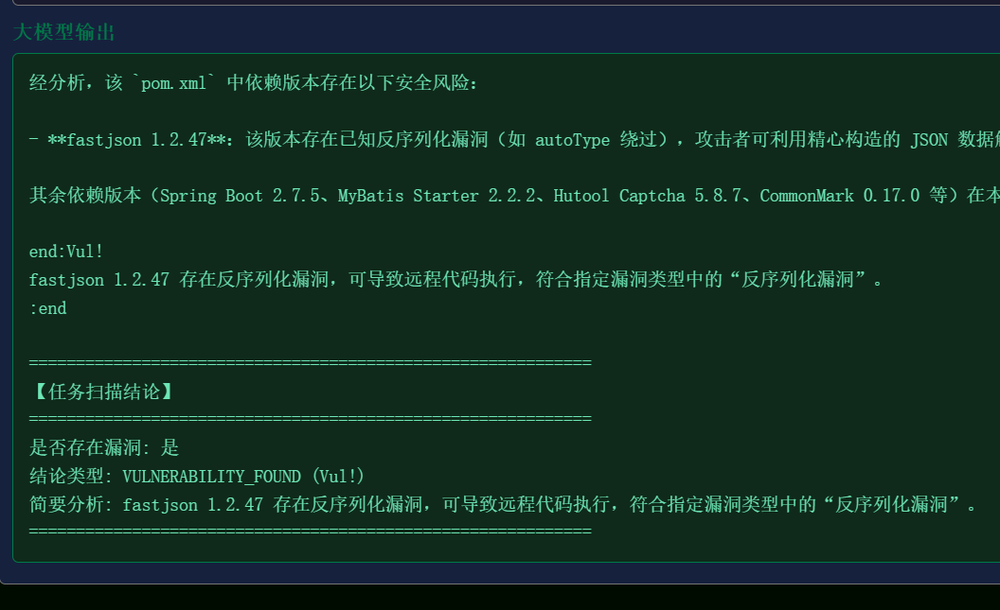 大模型输出
经分析，该 `pom.xml` 中依赖版本存在以下安全风险：
- **fastjson 1.2.47**：该版本存在已知反序列化漏洞（如 autoType 绕过），攻击者可利用精心构造的 JSON 数据
其余依赖版本（Spring Boot 2.7.5、MyBatis Starter 2.2.2、Hutool Captcha 5.8.7、CommonMark 0.17.0 等）在本
end:Vul!
fastjson 1.2.47 存在反序列化漏洞，可导致远程代码执行，符合指定漏洞类型中的“反序列化漏洞”。
:end
============================================================
【任务扫描结论】
============================================================
是否存在漏洞: 是
结论类型: VULNERABILITY_FOUND (Vul!)
简要分析: fastjson 1.2.47 存在反序列化漏洞，可导致远程代码执行，符合指定漏洞类型中的“反序列化漏洞”。
============================================================